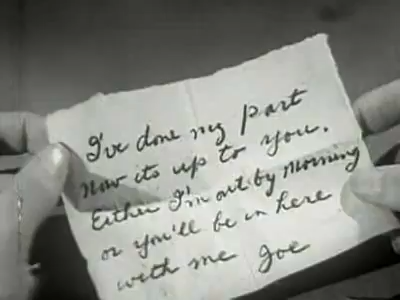 I've done my part
Now its up to you.
Either I'm out by Morning
or you'll be in here
with me Joe